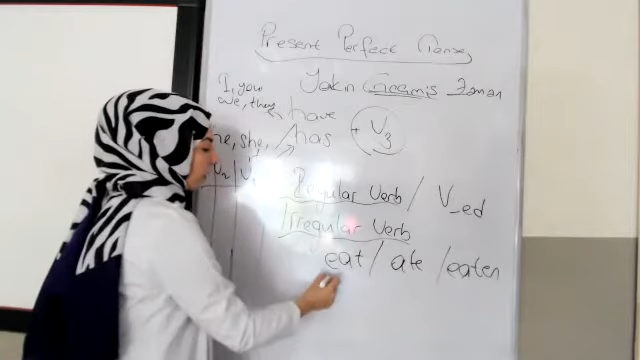 Present Perfect Tense
Yakın Geçmiş Zaman
I, you
we, they have
he, she, has + V3
Regular Verb / V_ed
Irregular Verb
eat / ate / eaten